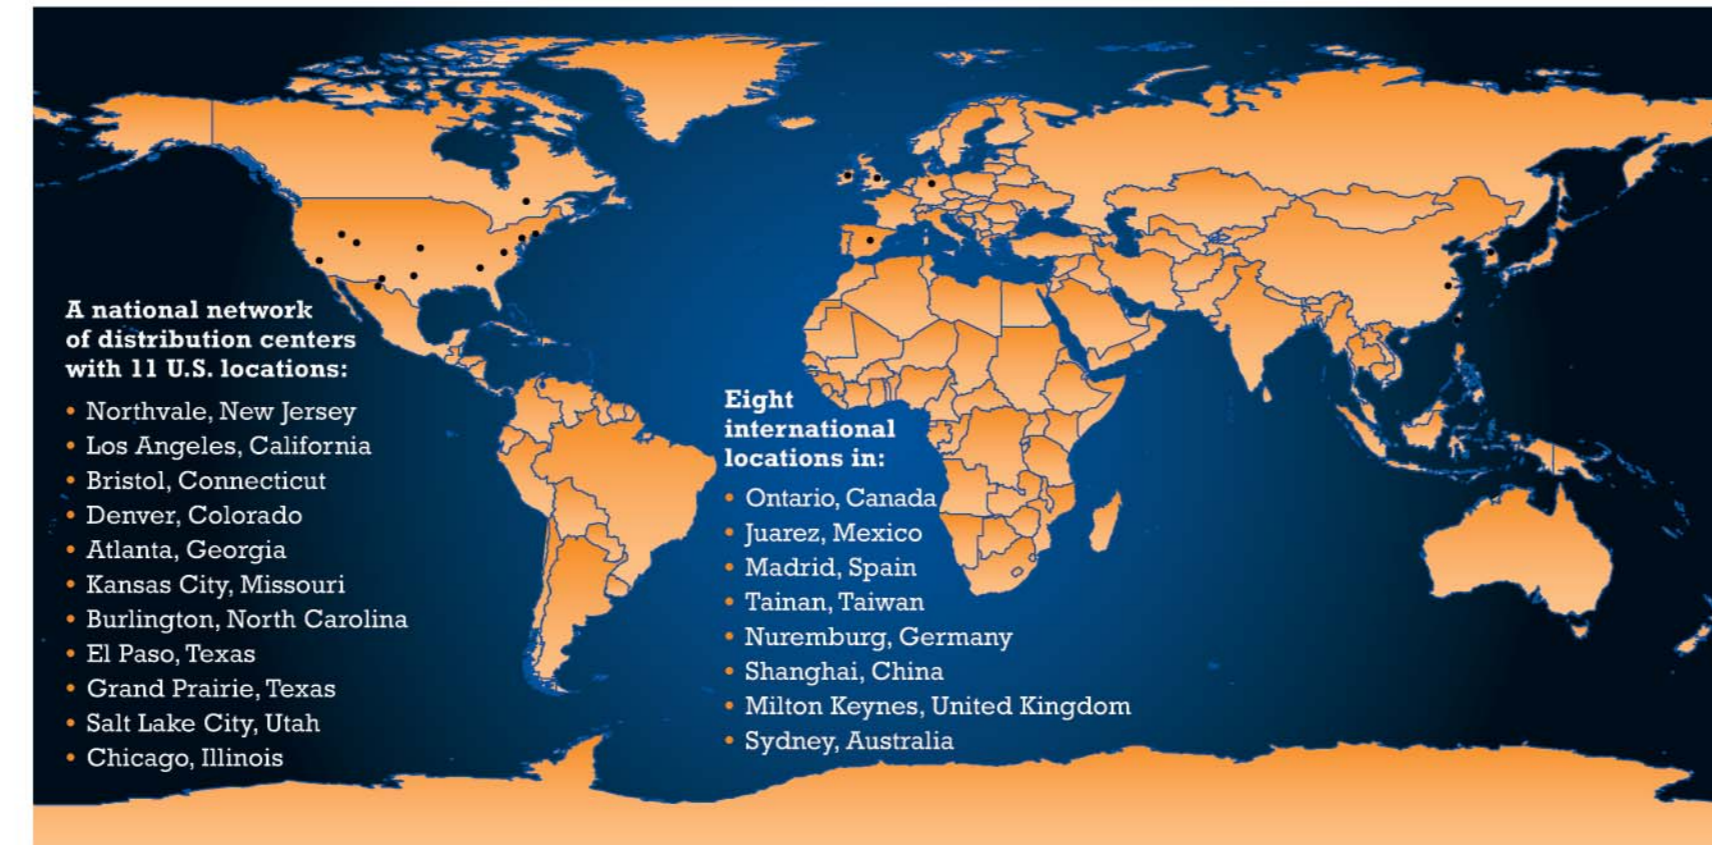 A national network
of distribution centers
with 11 U.S. locations:
• Northvale, New Jersey
• Los Angeles, California
• Bristol, Connecticut
• Denver, Colorado
• Atlanta, Georgia
• Kansas City, Missouri
• Burlington, North Carolina
• El Paso, Texas
• Grand Prairie, Texas
• Salt Lake City, Utah
• Chicago, Illinois
Eight
international
locations in:
• Ontario, Canada
• Juarez, Mexico
• Madrid, Spain
• Tainan, Taiwan
• Nuremburg, Germany
• Shanghai, China
• Milton Keynes, United Kingdom
• Sydney, Australia